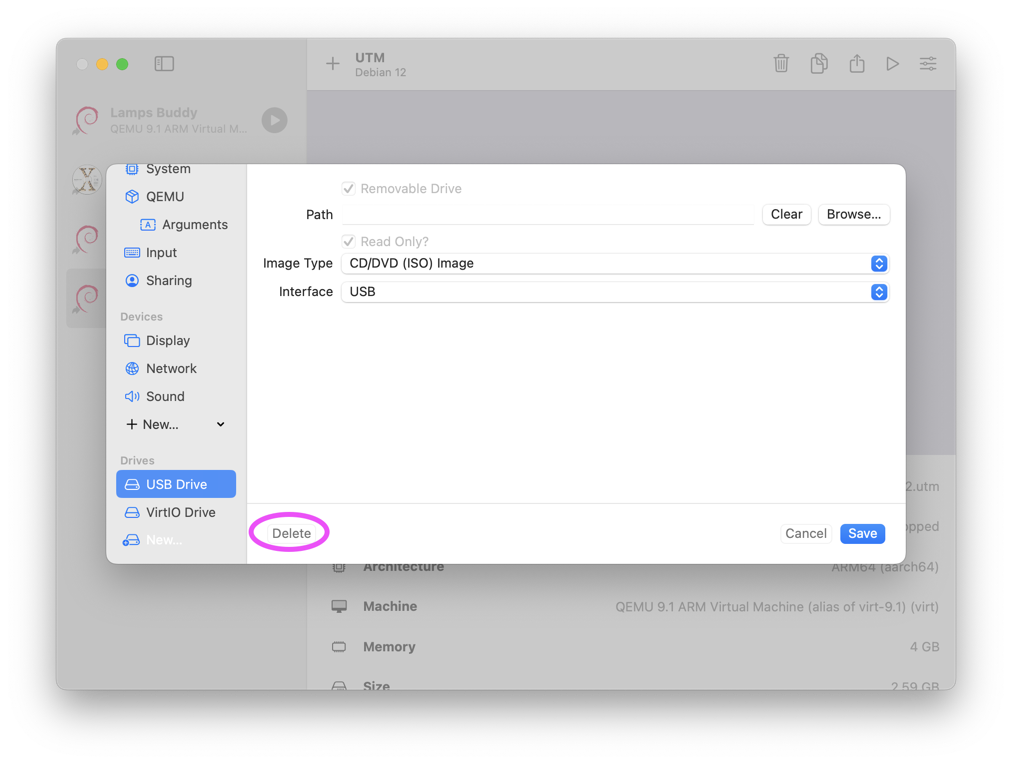 UTM
Debian 12
Lamps Buddy
QEMU 9.1 ARM Virtual M...
System
QEMU
Arguments
Input
Sharing
Devices
Display
Network
Sound
New...
Drives
USB Drive
VirtIO Drive
New...
Removable Drive
Path
Clear
Browse...
Read Only?
Image Type
CD/DVD (ISO) Image
Interface
USB
Delete
Cancel
Save
2.utm
opped
Architecture
ARM64 (aarch64)
Machine
QEMU 9.1 ARM Virtual Machine (alias of virt-9.1) (virt)
Memory
4 GB
Size
2.59 GB